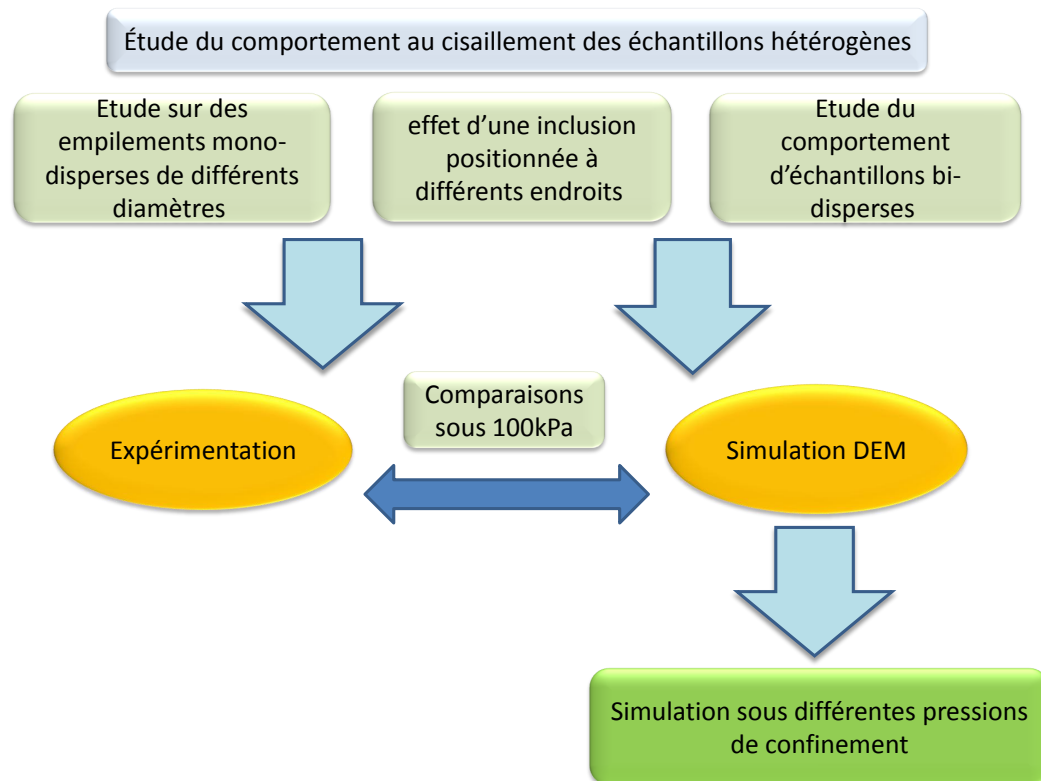 Étude du comportement au cisaillement des échantillons hétérogènes
Etude sur des
empilements mono-
disperses de différents
diamètres
effet d'une inclusion
positionnée à
différents endroits
Etude du
comportement
d'échantillons bi-
disperses
Comparaisons
sous 100kPa
Expérimentation
Simulation DEM
Simulation sous différentes pressions
de confinement